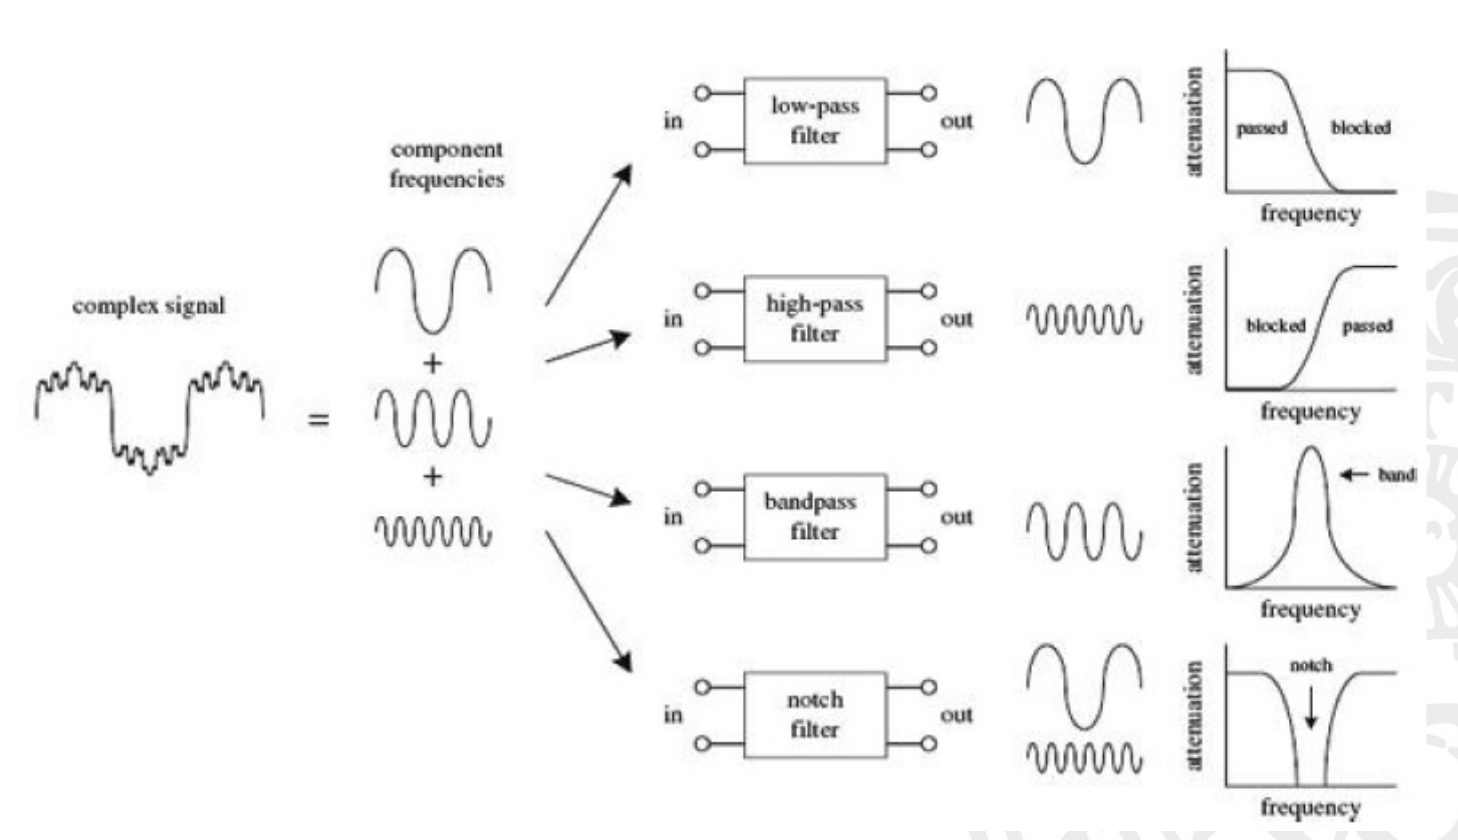 complex signal
=
component
frequencies
+
+
in
low-pass
filter
out
attenuation
passed
blocked
frequency
in
high-pass
filter
out
attenuation
blocked
passed
frequency
in
bandpass
filter
out
attenuation
band
frequency
in
notch
filter
out
attenuation
notch
frequency